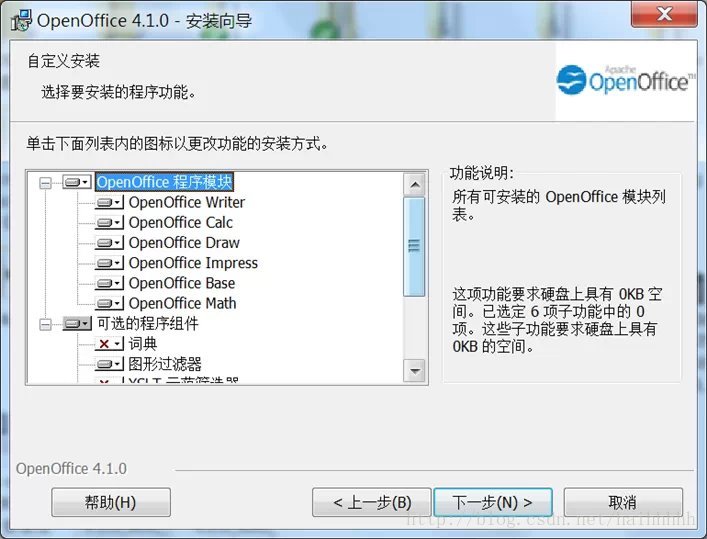 OpenOffice 4.1.0 - 安装向导
自定义安装
选择要安装的程序功能。
Apache
OpenOffice™
单击下面列表内的图标以更改功能的安装方式。
OpenOffice 程序模块
OpenOffice Writer
OpenOffice Calc
OpenOffice Draw
OpenOffice Impress
OpenOffice Base
OpenOffice Math
可选的程序组件
词典
图形过滤器
XSLT 示范筛选器
功能说明:
所有可安装的 OpenOffice 模块列
表。
这项功能要求硬盘上具有 0KB 空
间。已选定 6 项子功能中的 0
项。这些子功能要求硬盘上具有
0KB 的空间。
OpenOffice 4.1.0
帮助(H)
< 上一步(B)
下一步(N) >
取消